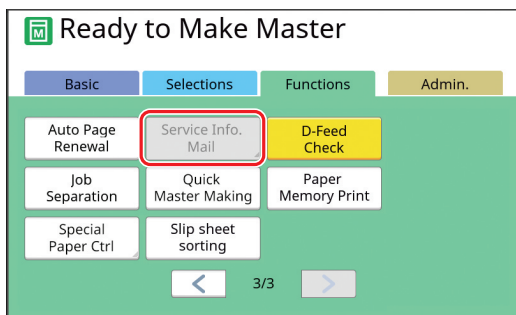 M
Ready to Make Master
Basic
Selections
Functions
Admin.
Auto Page
Renewal
Service Info.
Mail
D-Feed
Check
Job
Separation
Quick
Master Making
Paper
Memory Print
Special
Paper Ctrl
Slip sheet
sorting
< 3/3 >